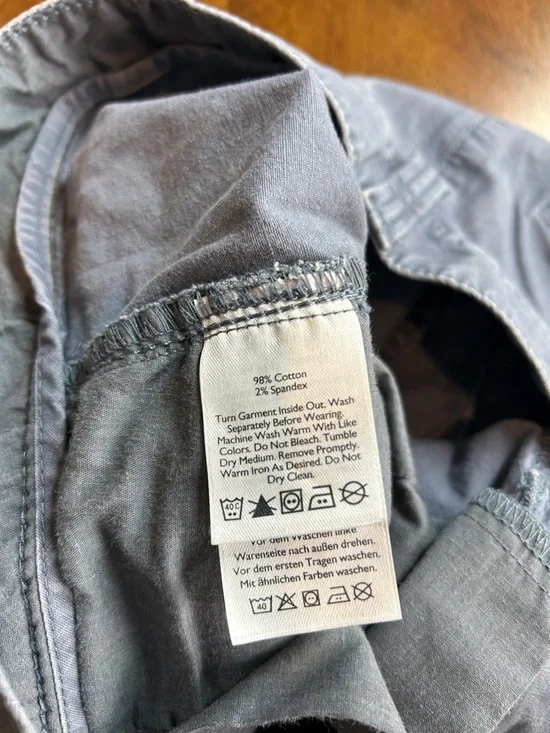 98% Cotton
2% Spandex
Turn Garment Inside Out. Wash
Separately Before Wearing.
Machine Wash Warm With Like
Colors. Do Not Bleach. Tumble
Dry Medium. Remove Promptly.
Warm Iron As Desired. Do Not
Dry Clean.
40C
Vor dem Waschen linke
Warenseite nach außen drehen.
Vor dem ersten Tragen waschen.
Mit ähnlichen Farben waschen.
40